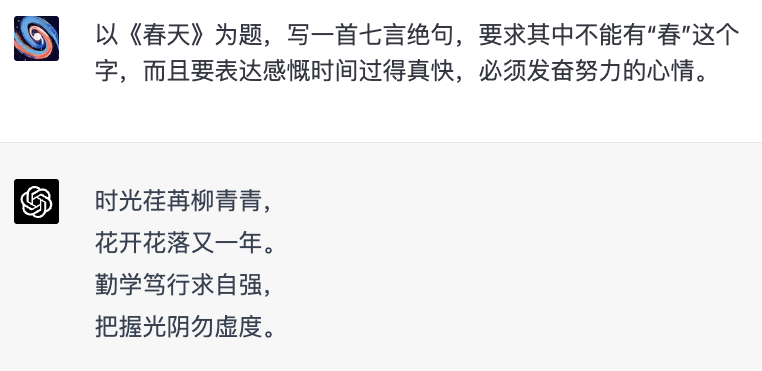 以《春天》为题，写一首七言绝句，要求其中不能有“春”这个
字，而且要表达感慨时间过得真快，必须发奋努力的心情。
时光荏苒柳青青，
花开花落又一年。
勤学笃行求自强，
把握光阴勿虚度。